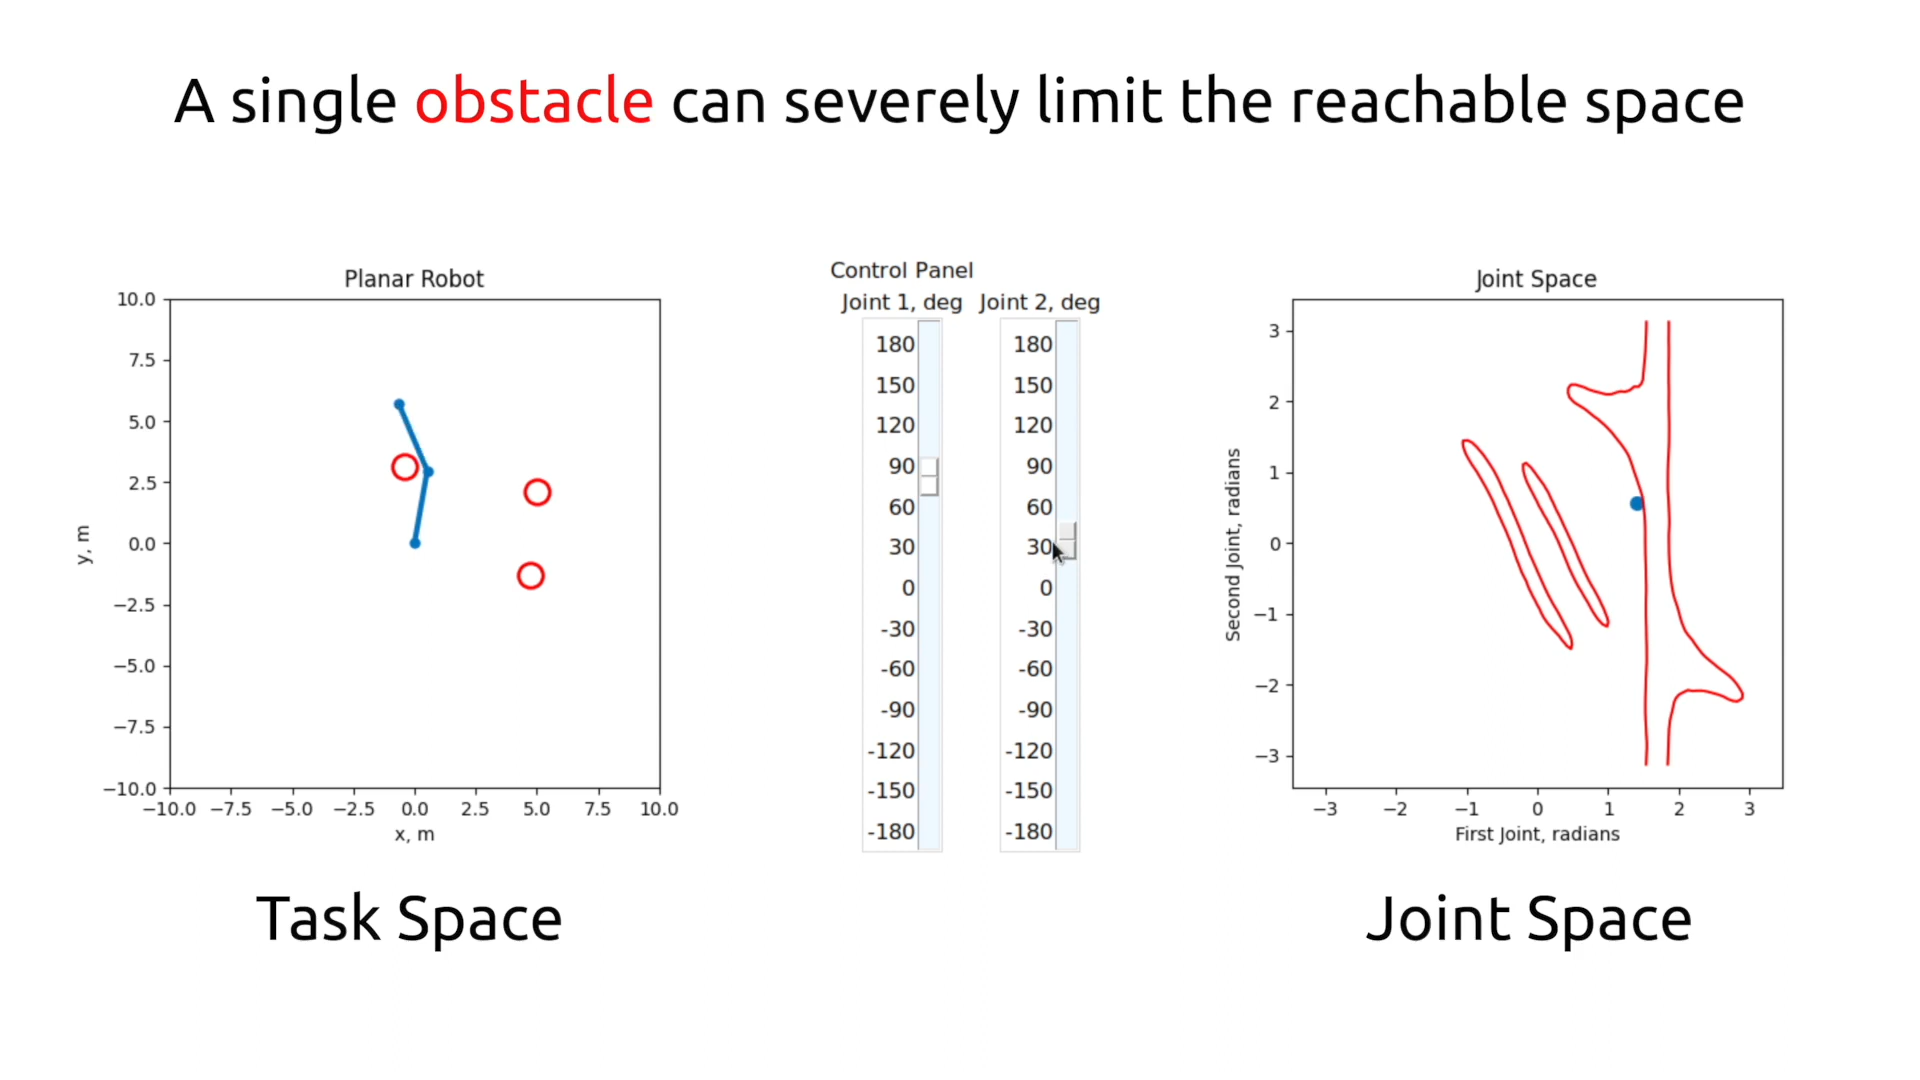 A single obstacle can severely limit the reachable space
Planar Robot
10.0
7.5
5.0
2.5
0.0
−2.5
−5.0
−7.5
−10.0
y, m
−10.0 −7.5 −5.0 −2.5 0.0 2.5 5.0 7.5 10.0
x, m
Task Space
Control Panel
Joint 1, deg Joint 2, deg
180 180
150 150
120 120
90 90
60 60
30 30
0 0
-30 -30
-60 -60
-90 -90
-120 -120
-150 -150
-180 -180
Joint Space
3
2
1
0
−1
−2
−3
Second Joint, radians
−3 −2 −1 0 1 2 3
First Joint, radians
Joint Space